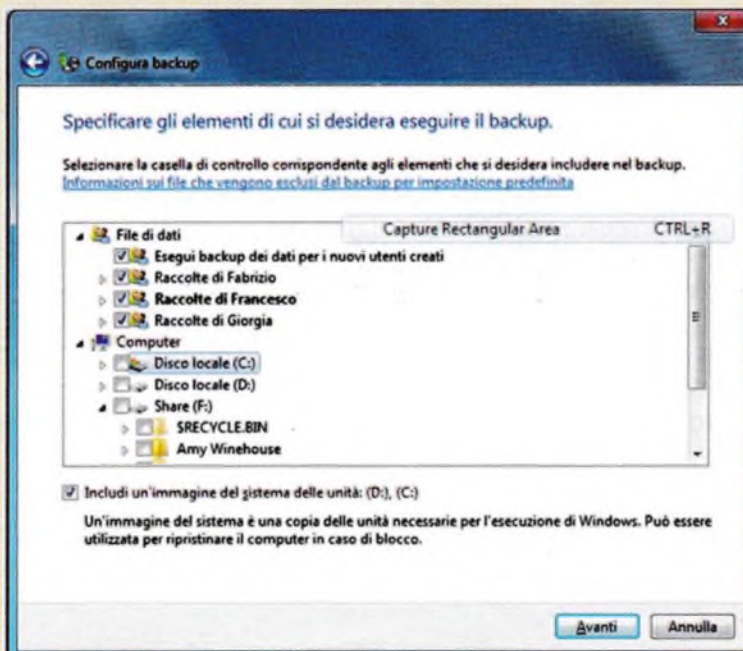 Configura backup
Specificare gli elementi di cui si desidera eseguire il backup.
Selezionare la casella di controllo corrispondente agli elementi che si desidera includere nel backup.
Informazioni sui file che vengono esclusi dal backup per impostazione predefinita
File di dati
Capture Rectangular Area CTRL+R
Esegui backup dei dati per i nuovi utenti creati
Raccolte di Fabrizio
Raccolte di Francesco
Raccolte di Giorgia
Computer
Disco locale (C:)
Disco locale (D:)
Share (F:)
$RECYCLE.BIN
Amy Winehouse
Includi un'immagine del sistema delle unità: (D:), (C:)
Un'immagine del sistema è una copia delle unità necessarie per l'esecuzione di Windows. Può essere
utilizzata per ripristinare il computer in caso di blocco.
Avanti Annulla